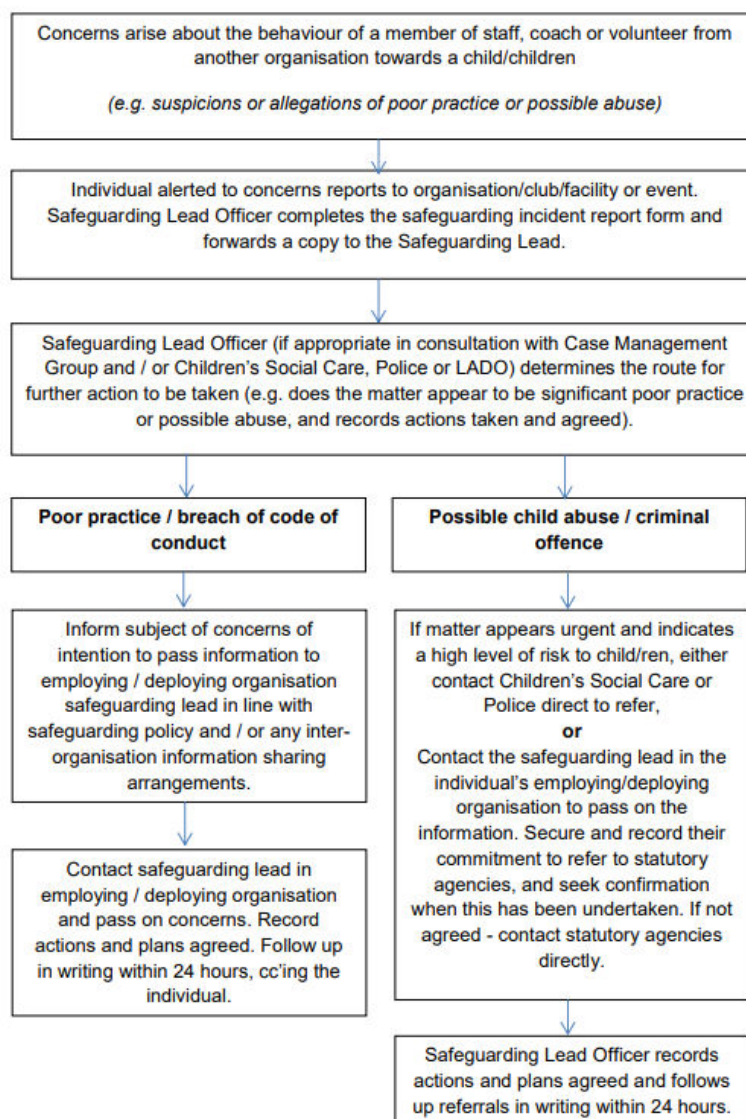 Concerns arise about the behaviour of a member of staff, coach or volunteer from
another organisation towards a child/children
(e.g. suspicions or allegations of poor practice or possible abuse)
Individual alerted to concerns reports to organisation/club/facility or event.
Safeguarding Lead Officer completes the safeguarding incident report form and
forwards a copy to the Safeguarding Lead.
Safeguarding Lead Officer (if appropriate in consultation with Case Management
Group and / or Children's Social Care, Police or LADO) determines the route for
further action to be taken (e.g. does the matter appear to be significant poor practice
or possible abuse, and records actions taken and agreed).
Poor practice / breach of code of
conduct
Inform subject of concerns of
intention to pass information to
employing / deploying organisation
safeguarding lead in line with
safeguarding policy and / or any inter-
organisation information sharing
arrangements.
Contact safeguarding lead in
employing / deploying organisation
and pass on concerns. Record
actions and plans agreed. Follow up
in writing within 24 hours, cc'ing the
individual.
Possible child abuse / criminal
offence
If matter appears urgent and indicates
a high level of risk to child/ren, either
contact Children's Social Care or
Police direct to refer,
or
Contact the safeguarding lead in the
individual's employing/deploying
organisation to pass on the
information. Secure and record their
commitment to refer to statutory
agencies, and seek confirmation
when this has been undertaken. If not
agreed - contact statutory agencies
directly.
Safeguarding Lead Officer records
actions and plans agreed and follows
up referrals in writing within 24 hours.